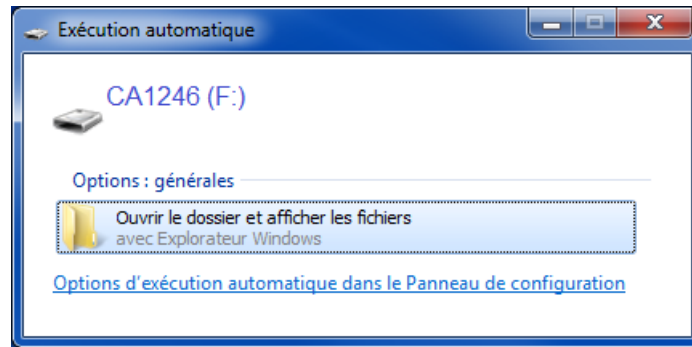 Exécution automatique
CA1246 (F:)
Options : générales
Ouvrir le dossier et afficher les fichiers
avec Explorateur Windows
Options d'exécution automatique dans le Panneau de configuration